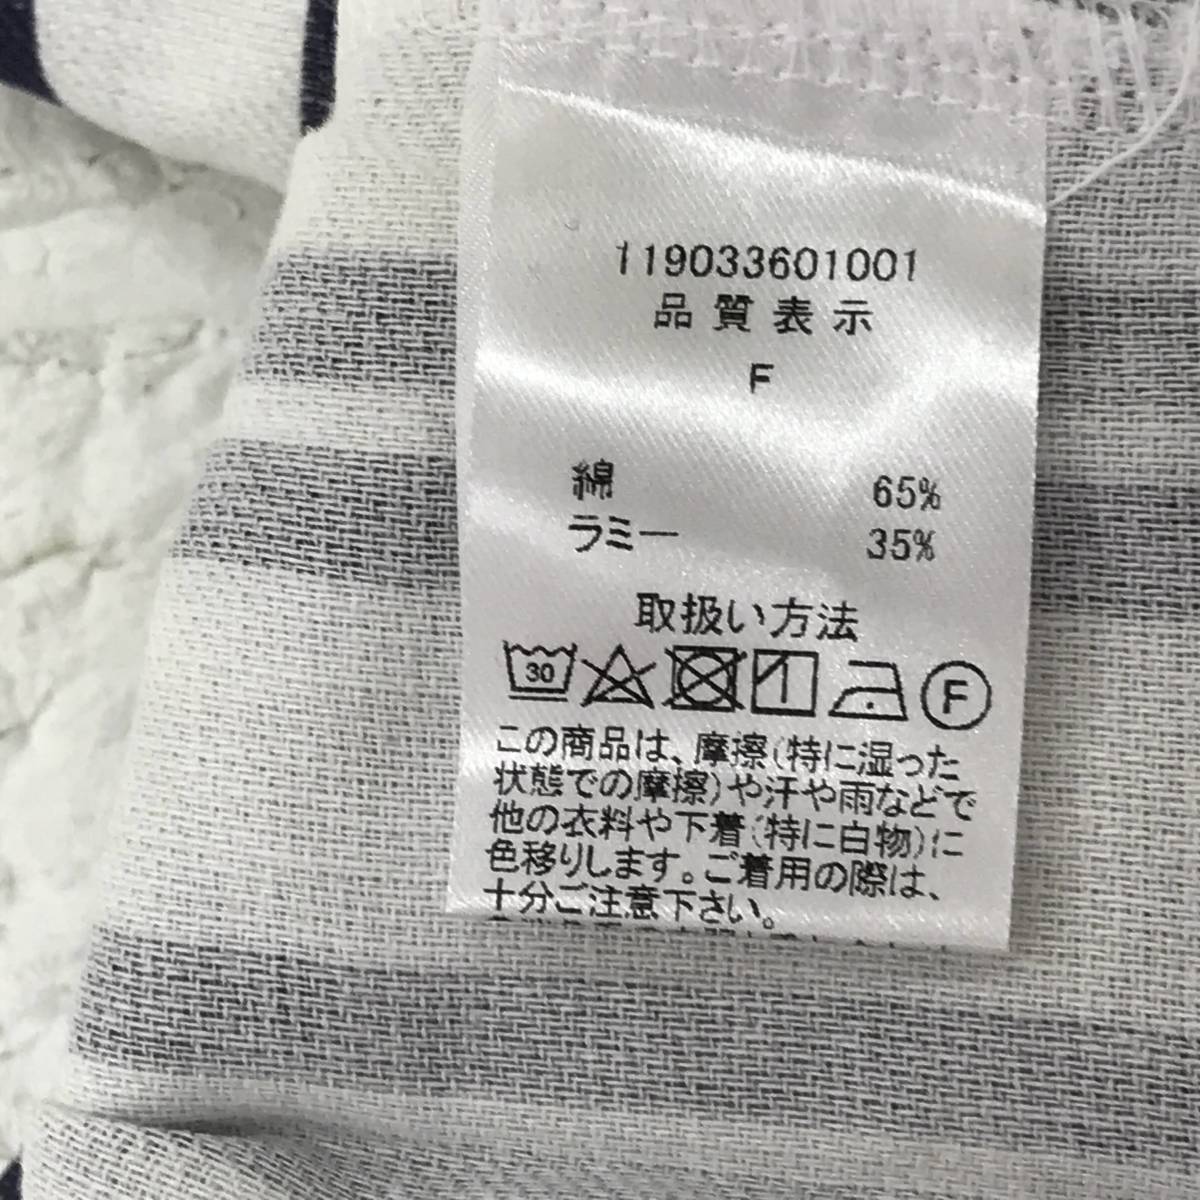 119033601001
品質表示
F
綿 65%
ラミー 35%
取扱い方法
30 F
この商品は、摩擦(特に湿った
状態での摩擦)や汗や雨などで
他の衣料や下着(特に白物)に
色移りします。ご着用の際は、
十分ご注意下さい。